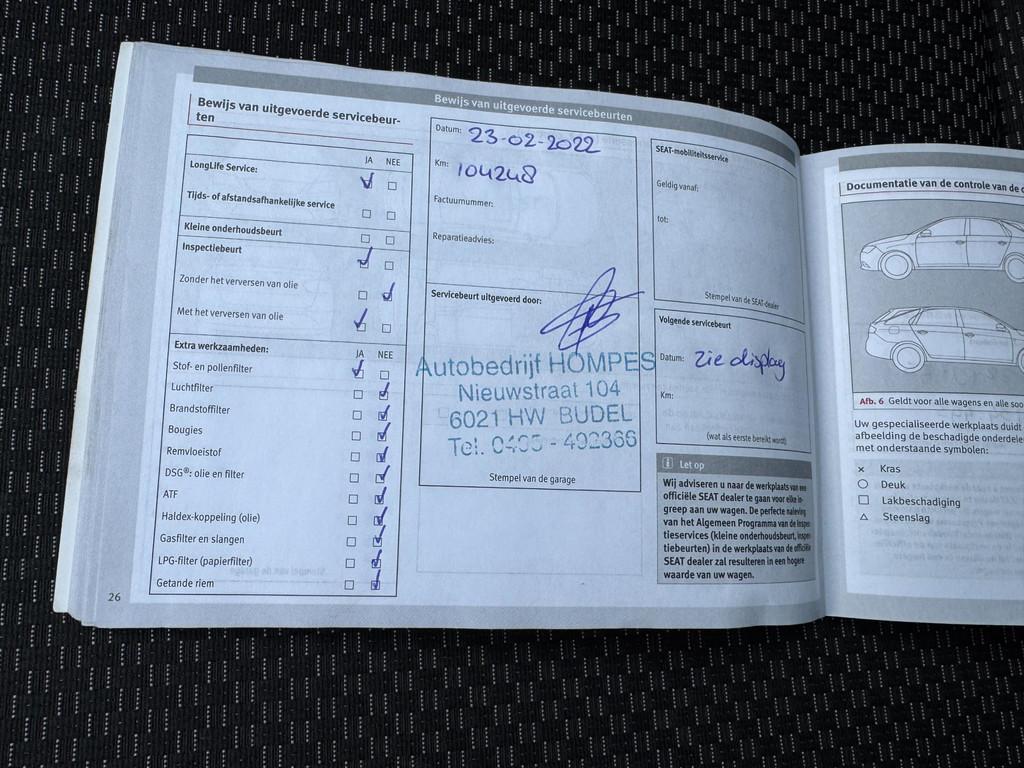 Bewijs van uitgevoerde servicebeurten
Bewijs van uitgevoerde servicebeur-
ten
JA NEE
LongLife Service:
Tijds- of afstandsafhankelijke service
Kleine onderhoudsbeurt
Inspectiebeurt
Zonder het verversen van olie
Met het verversen van olie
Extra werkzaamheden: JA NEE
Stof- en pollenfilter
Luchtfilter
Brandstoffilter
Bougies
Remvloeistof
DSG®: olie en filter
ATF
Haldex-koppeling (olie)
Gasfilter en slangen
LPG-filter (papierfilter)
Getande riem
26
Datum: 23-02-2022
Km: 104248
Factuurnummer:
Reparatieadvies:
Servicebeurt uitgevoerd door:
Autobedrijf HOMPES
Nieuwstraat 104
6021 HW BUDEL
Tel. 0495 - 492366
Stempel van de garage
SEAT-mobiliteitsservice
Geldig vanaf:
tot:
Stempel van de SEAT-dealer
Volgende servicebeurt
Datum: zie display
Km:
(wat als eerste bereikt wordt)
Let op
Wij adviseren u naar de werkplaats van een
officiële SEAT dealer te gaan voor elke in-
greep aan uw wagen. De perfecte naleving
van het Algemeen Programma van de Inspec-
tieservices (kleine onderhoudsbeurt, inspec-
tiebeurten) in de werkplaats van de officiële
SEAT dealer zal resulteren in een hogere
waarde van uw wagen.
Documentatie van de controle van de
Afb. 6 Geldt voor alle wagens en alle
Uw gespecialiseerde werkplaats duidt
afbeelding de beschadigde
met onderstaande symbolen:
× Kras
○ Deuk
□ Lakbeschadiging
△ Steenslag